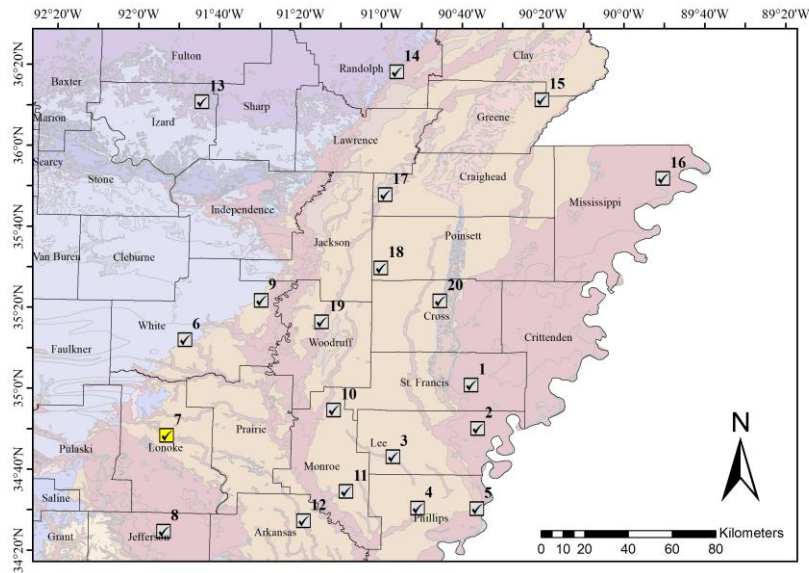 92°20'W 92°0'W 91°40'W 91°20'W 91°0'W 90°40'W 90°20'W 90°0'W 89°40'W 89°20'W
36°20'N
36°0'N
35°40'N
35°20'N
35°0'N
34°40'N
34°20'N
Fulton
Randolph
14
Clay
Baxter
13
Sharp
15
Marion
Izard
Greene
Lawrence
Searcy
Stone
17
Craighead
16
Mississippi
Independence
Van Buren
Cleburne
Jackson
18
Poinsett
9
20
White
6
19
Cross
Woodruff
Crittenden
Faulkner
1
St. Francis
10
2
7
Lonoke
Prairie
Lee
3
Pulaski
Monroe
11
Saline
4
5
8
12
Phillips
Grant
Jefferson
Arkansas
N
Kilometers
0 10 20 40 60 80